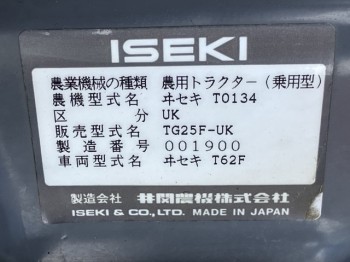 ISEKI
農業機械の種類 農用トラクター(乗用型)
農機型式名 ヰセキ T0134
区分 UK
販売型式名 TG25F-UK
製造番号 001900
車両型式名 ヰセキ T62F
製造会社 井関農機株式会社
ISEKI & CO., LTD. MADE IN JAPAN